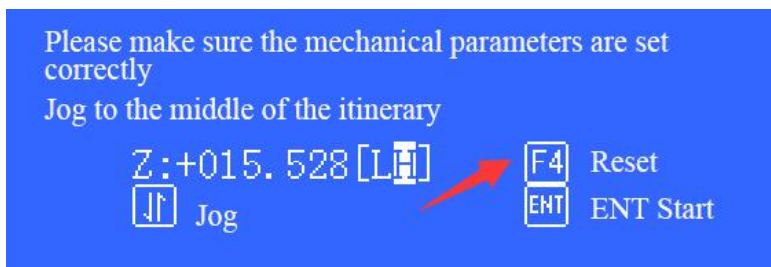 Please make sure the mechanical parameters are set
correctly
Jog to the middle of the itinerary
Z:+015.528[LH] F4 Reset
Jog ENT ENT Start